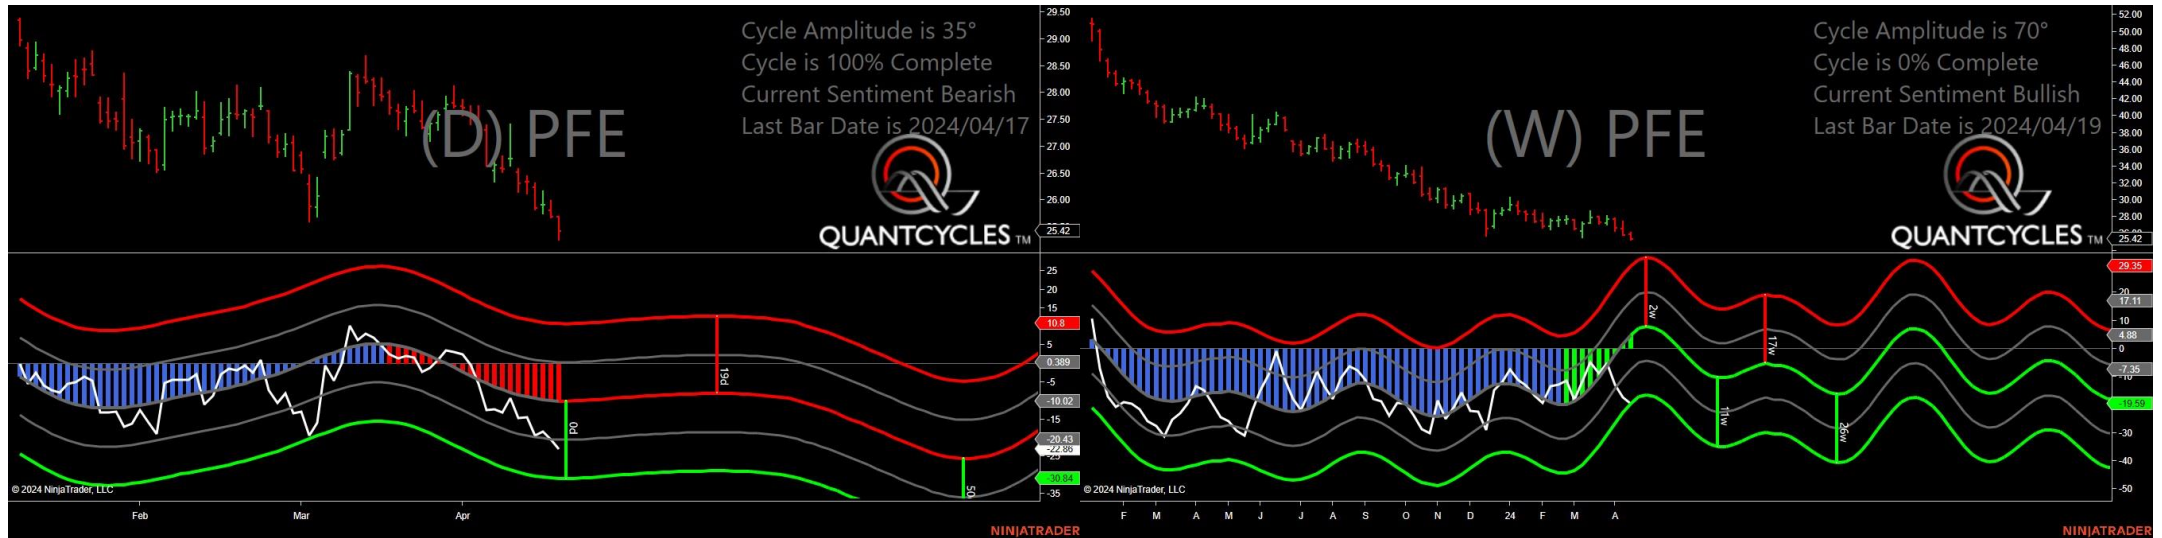 Cycle Amplitude is 35°
Cycle is 100% Complete
Current Sentiment Bearish
Last Bar Date is 2024/04/17
(D) PFE
QUANTCYCLES TM
29.50
29.00
28.50
28.00
27.50
27.00
26.50
26.00
25.42
25
20
15
10.8
5
0.389
-5
-10.02
-15
-20.43
-22.86
-30.84
-35
19d
0d
50
© 2024 NinjaTrader, LLC
Feb
Mar
Apr
NINJATRADER
Cycle Amplitude is 70°
Cycle is 0% Complete
Current Sentiment Bullish
Last Bar Date is 2024/04/19
(W) PFE
QUANTCYCLES TM
52.00
50.00
48.00
46.00
44.00
42.00
40.00
38.00
36.00
34.00
32.00
30.00
28.00
25.42
29.35
20
17.11
10
4.88
0
-7.35
-19.59
-30
-40
-50
2w
17w
11w
26w
© 2024 NinjaTrader, LLC
F
M
A
M
J
J
A
S
O
N
D
24
F
M
A
NINJATRADER